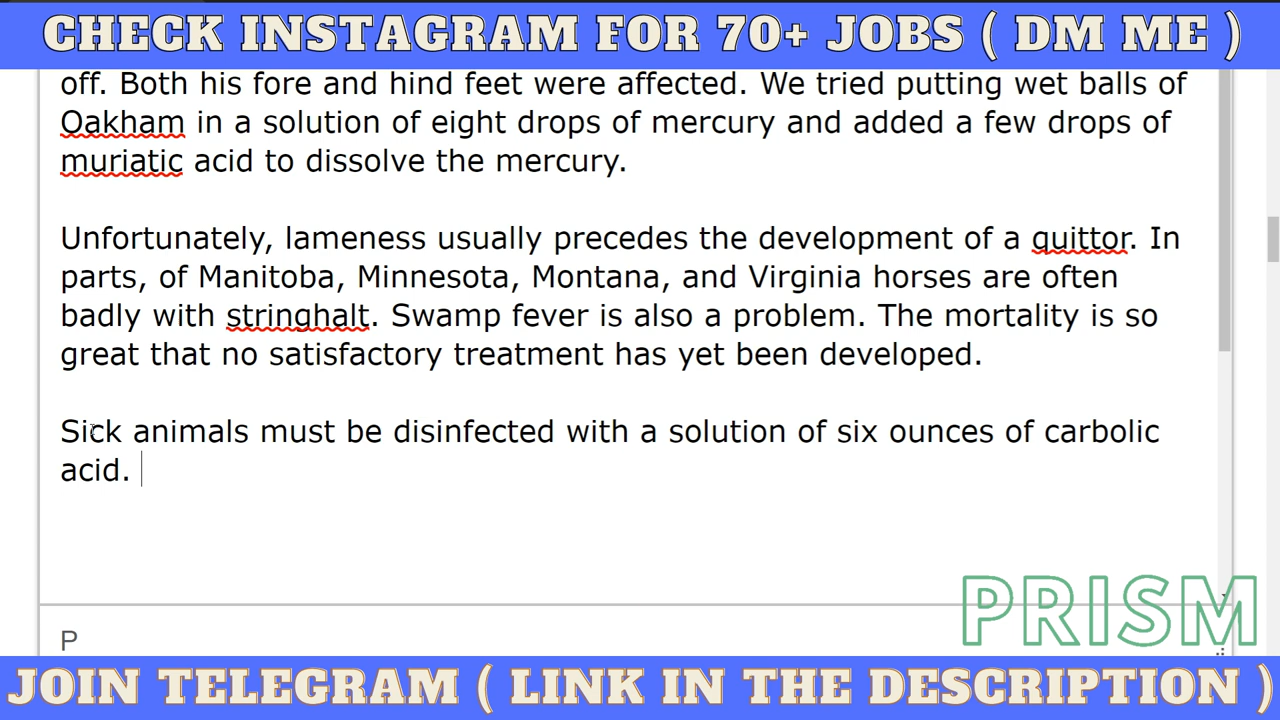 CHECK INSTAGRAM FOR 70+ JOBS ( DM ME )
off. Both his fore and hind feet were affected. We tried putting wet balls of
Oakham in a solution of eight drops of mercury and added a few drops of
muriatic acid to dissolve the mercury.
Unfortunately, lameness usually precedes the development of a quittor. In
parts, of Manitoba, Minnesota, Montana, and Virginia horses are often
badly with stringhalt. Swamp fever is also a problem. The mortality is so
great that no satisfactory treatment has yet been developed.
Sick animals must be disinfected with a solution of six ounces of carbolic
acid.
PRISM
P
JOIN TELEGRAM ( LINK IN THE DESCRIPTION )